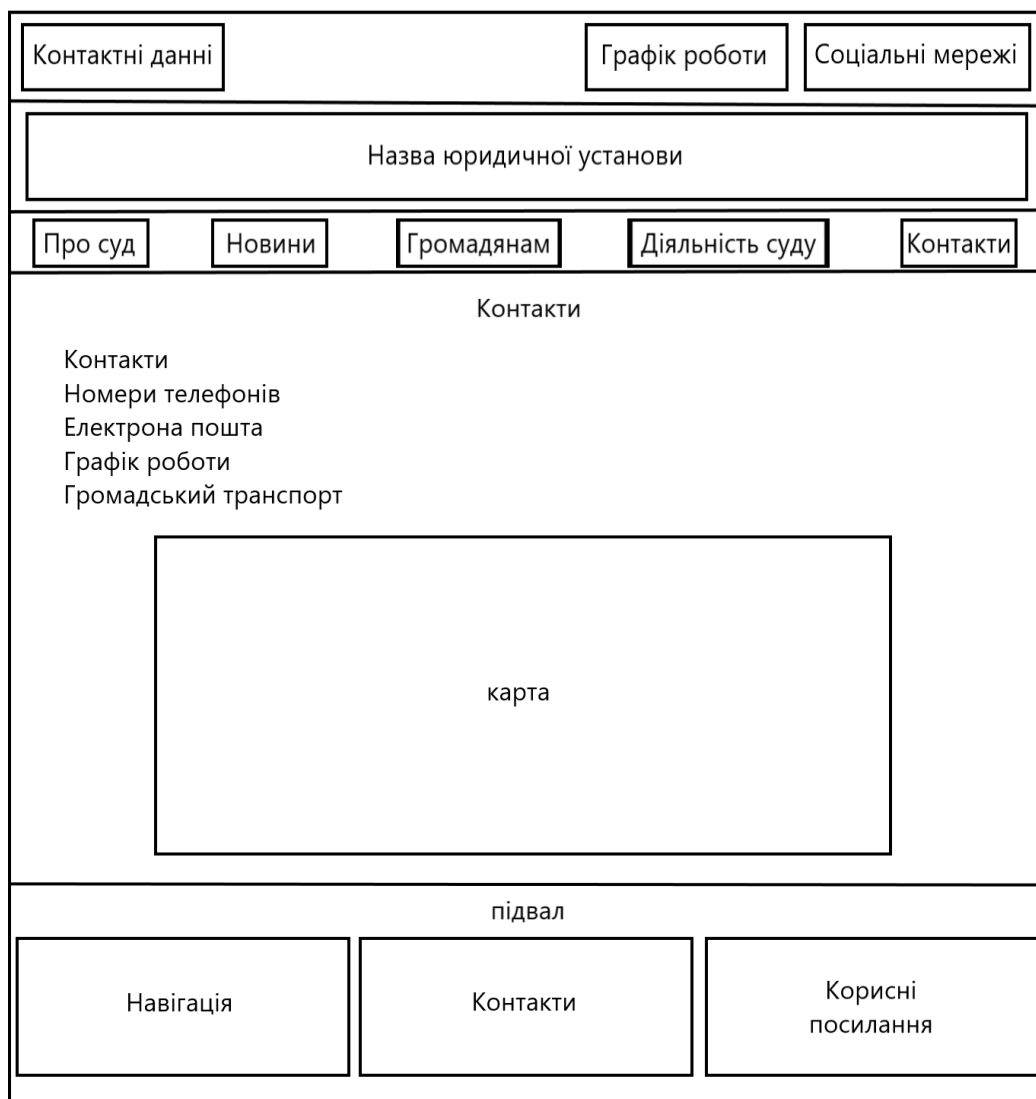 Контактні данні
Графік роботи
Соціальні мережі
Назва юридичної установи
Про суд
Новини
Громадянам
Діяльність суду
Контакти
Контакти
Контакти
Номери телефонів
Електрона пошта
Графік роботи
Громадський транспорт
карта
підвал
Навігація
Контакти
Корисні
посилання